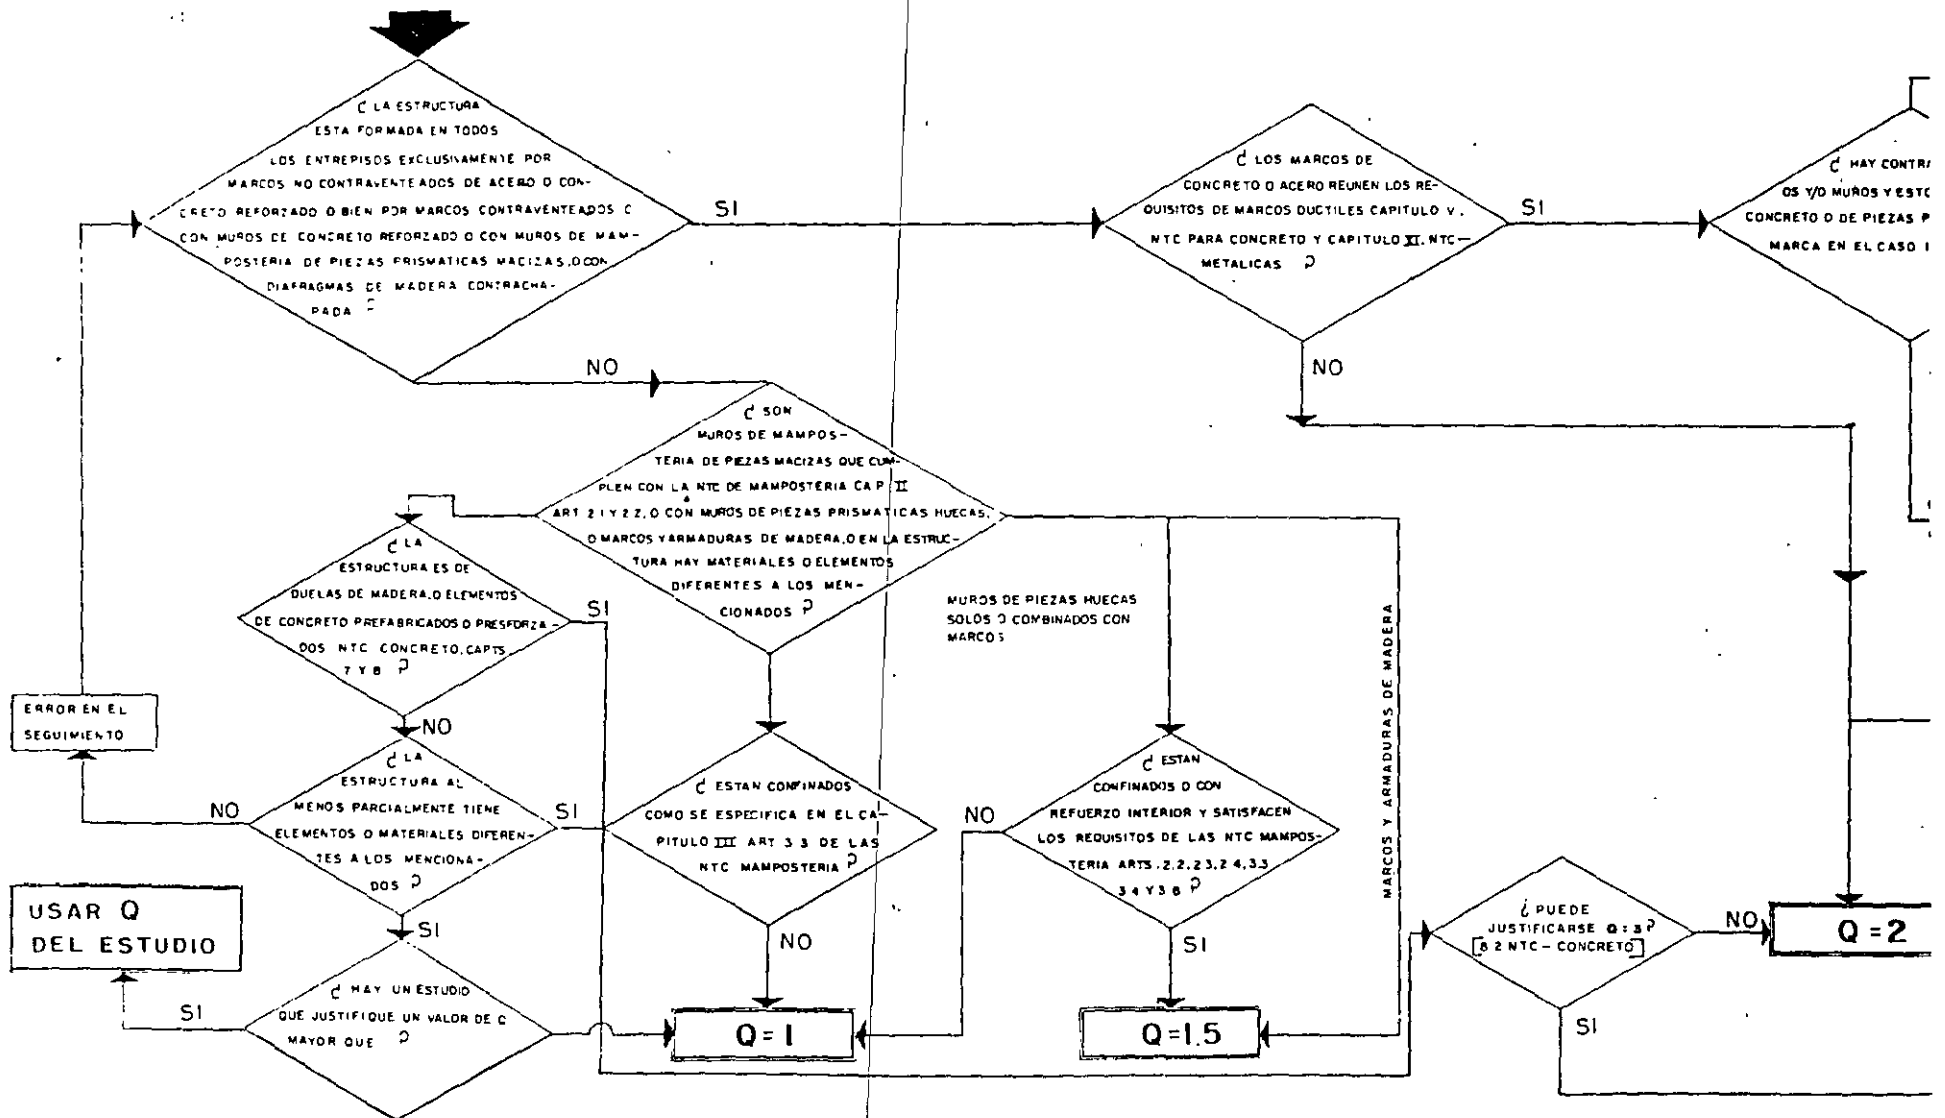 ¿ LA ESTRUCTURA
ESTA FORMADA EN TODOS
LOS ENTREPISOS EXCLUSIVAMENTE POR
MARCOS NO CONTRAVENTEADOS DE ACERO O CON-
CRETO REFORZADO O BIEN POR MARCOS CONTRAVENTEADOS O
CON MUROS DE CONCRETO REFORZADO O CON MUROS DE MAM-
POSTERIA DE PIEZAS PRISMATICAS MACIZAS, O CON
DIAFRAGMAS DE MADERA CONTRACHA-
PADA ?
SI
NO
¿ LOS MARCOS DE
CONCRETO O ACERO REUNEN LOS RE-
QUISITOS DE MARCOS DUCTILES CAPITULO V.
NTC PARA CONCRETO Y CAPITULO XI. NTC-
METALICAS ?
SI
NO
¿ HAY CONTRA
OS Y/O MUROS Y ESTO
CONCRETO O DE PIEZAS P
MARCA EN EL CASO I
¿ SON
MUROS DE MAMPOS-
TERIA DE PIEZAS MACIZAS QUE CUM-
PLEN CON LA NTC DE MAMPOSTERIA CAP II
ART 2 1 Y 2 2, O CON MUROS DE PIEZAS PRISMATICAS HUECAS,
O MARCOS Y ARMADURAS DE MADERA, O EN LA ESTRUC-
TURA HAY MATERIALES O ELEMENTOS
DIFERENTES A LOS MEN-
CIONADOS ?
MUROS DE PIEZAS HUECAS
SOLOS O COMBINADOS CON
MARCOS
MARCOS Y ARMADURAS DE MADERA
¿ LA
ESTRUCTURA ES DE
DUELAS DE MADERA, O ELEMENTOS
DE CONCRETO PREFABRICADOS O PRESFORZA-
DOS NTC CONCRETO, CAPTS
7 Y 8 ?
SI
NO
ERROR EN EL
SEGUIMIENTO
¿ LA
ESTRUCTURA AL
MENOS PARCIALMENTE TIENE
ELEMENTOS O MATERIALES DIFEREN-
TES A LOS MENCIONA-
DOS ?
NO
SI
SI
¿ ESTAN CONFINADOS
COMO SE ESPECIFICA EN EL CA-
PITULO III ART 3 3 DE LAS
NTC MAMPOSTERIA ?
NO
¿ ESTAN
CONFINADOS O CON
REFUERZO INTERIOR Y SATISFACEN
LOS REQUISITOS DE LAS NTC MAMPOS-
TERIA ARTS. 2.2, 2 3, 2 4, 3.3
3 4 Y 3 6 ?
NO
SI
USAR Q
DEL ESTUDIO
¿ HAY UN ESTUDIO
QUE JUSTIFIQUE UN VALOR DE Q
MAYOR QUE ?
SI
Q = 1
Q = 1.5
¿ PUEDE
JUSTIFICARSE Q = 3 ?
[8 2 NTC - CONCRETO]
NO
SI
Q = 2